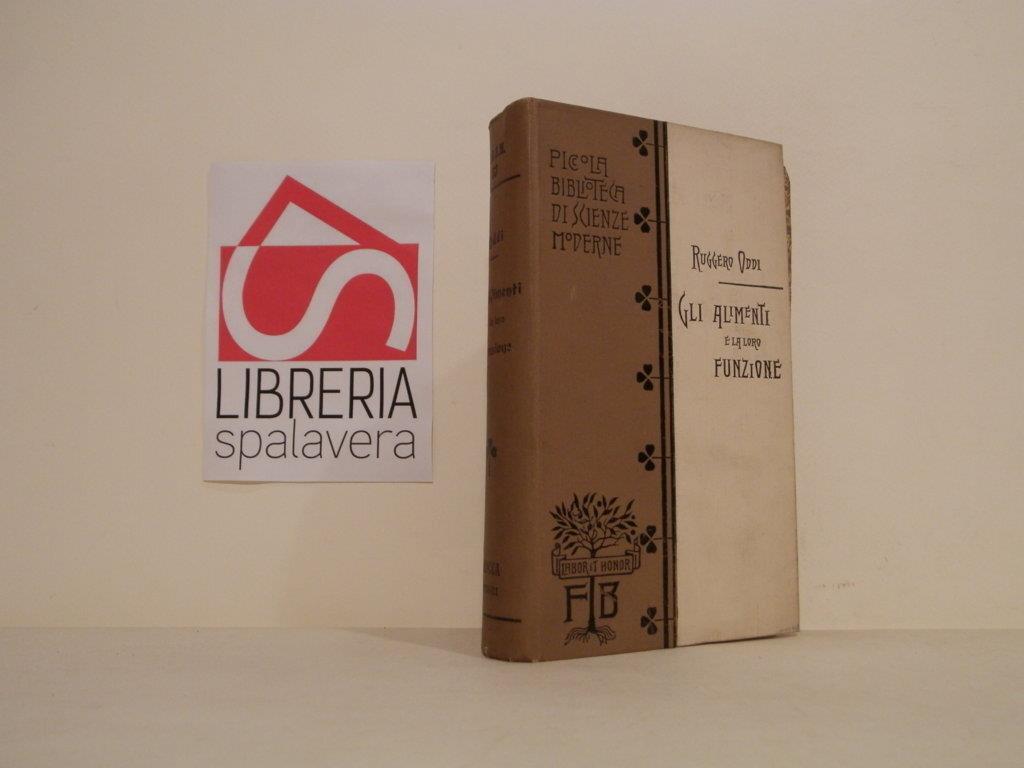 LIBRERIA
spalavera
PICCOLA
BIBLIOTECA
DI SCIENZE
MODERNE
LABOR ET HONOR
FB
RUGGERO ODDI
GLI ALIMENTI
E LA LORO
FUNZIONE